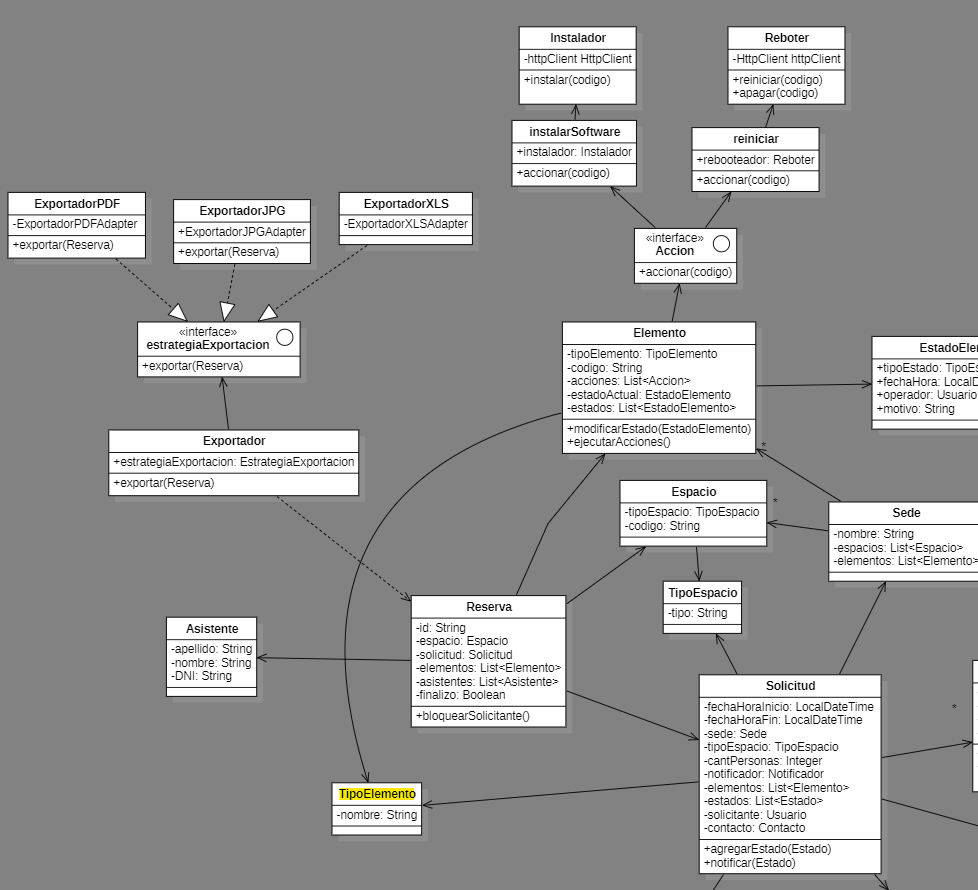 Instalador
-httpClient HttpClient
+instalar(codigo)
Reboter
-HttpClient httpClient
+reiniciar(codigo)
+apagar(codigo)
instalarSoftware
+instalador: Instalador
+accionar(codigo)
reiniciar
+rebooteador: Reboter
+accionar(codigo)
ExportadorPDF
-ExportadorPDFAdapter
+exportar(Reserva)
ExportadorJPG
+ExportadorJPGAdapter
+exportar(Reserva)
ExportadorXLS
-ExportadorXLSAdapter
«interface»
Accion
+accionar(codigo)
«interface»
estrategiaExportacion
+exportar(Reserva)
Elemento
-tipoElemento: TipoElemento
-codigo: String
-acciones: List<Accion>
-estadoActual: EstadoElemento
-estados: List<EstadoElemento>
+modificarEstado(EstadoElemento)
+ejecutarAcciones()
EstadoEle
+tipoEstado: TipoEs
+fechaHora: LocalD
+operador: Usuario
+motivo: String
Exportador
+estrategiaExportacion: EstrategiaExportacion
+exportar(Reserva)
*
Espacio
-tipoEspacio: TipoEspacio
-codigo: String
*
Sede
-nombre: String
-espacios: List<Espacio>
-elementos: List<Elemento>
TipoEspacio
-tipo: String
Reserva
-id: String
-espacio: Espacio
-solicitud: Solicitud
-elementos: List<Elemento>
-asistentes: List<Asistente>
-finalizo: Boolean
+bloquearSolicitante()
Asistente
-apellido: String
-nombre: String
-DNI: String
Solicitud
-fechaHoraInicio: LocalDateTime
-fechaHoraFin: LocalDateTime
-sede: Sede
-tipoEspacio: TipoEspacio
-cantPersonas: Integer
-notificador: Notificador
-elementos: List<Elemento>
-estados: List<Estado>
-solicitante: Usuario
-contacto: Contacto
+agregarEstado(Estado)
+notificar(Estado)
*
TipoElemento
-nombre: String